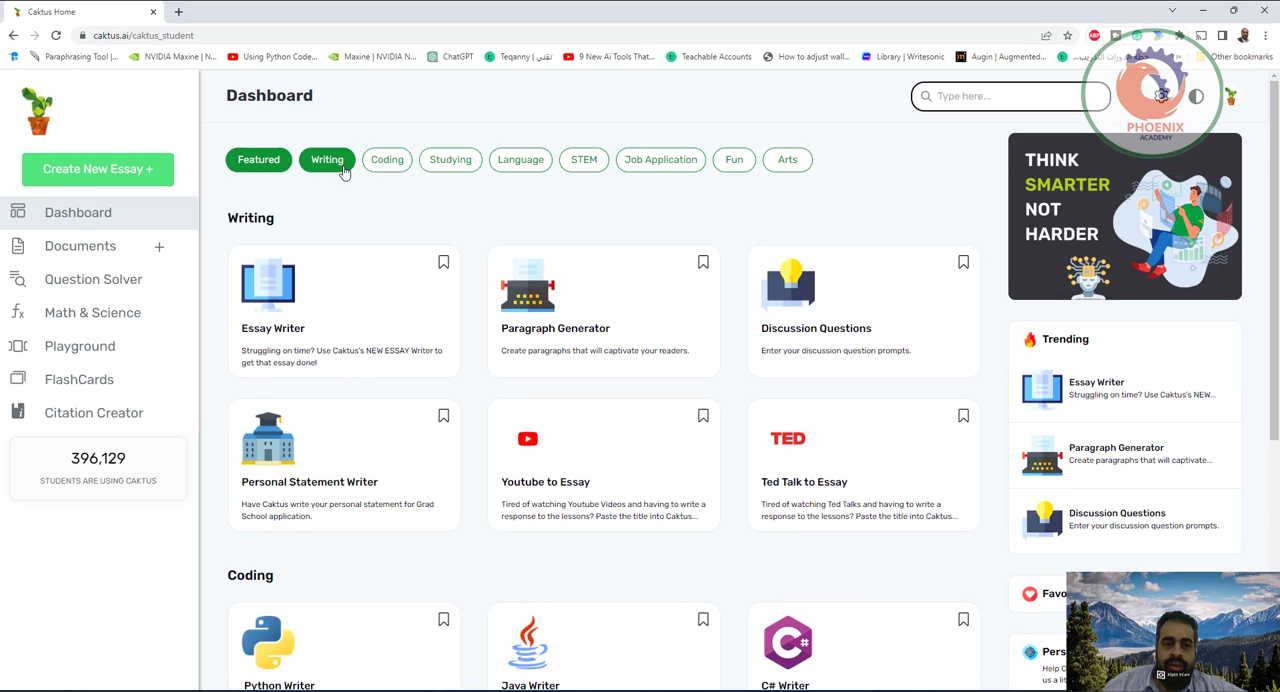 Caktus Home
caktus.ai/caktus_student
Paraphrasing Tool |...
NVIDIA Maxine | N...
Using Python Code...
Maxine | NVIDIA N...
ChatGPT
Teqanny | تقني
9 New Ai Tools That...
Teachable Accounts
How to adjust wall...
Library | Writesonic
Augin | Augmented...
Other bookmarks
Dashboard
Type here...
PHOENIX
ACADEMY
Create New Essay +
Dashboard
Documents +
Question Solver
Math & Science
Playground
FlashCards
Citation Creator
396,129
STUDENTS ARE USING CAKTUS
Featured
Writing
Coding
Studying
Language
STEM
Job Application
Fun
Arts
Writing
Essay Writer
Struggling on time? Use Caktus's NEW ESSAY Writer to
get that essay done!
Paragraph Generator
Create paragraphs that will captivate your readers.
Discussion Questions
Enter your discussion question prompts.
Personal Statement Writer
Have Caktus write your personal statement for Grad
School application.
Youtube to Essay
Tired of watching Youtube Videos and having to write a
response to the lessons? Paste the title into Caktus...
TED
Ted Talk to Essay
Tired of watching Ted Talks and having to write a
response to the lessons? Paste the title into Caktus...
Coding
Python Writer
Java Writer
C#
C# Writer
THINK
SMARTER
NOT
HARDER
Trending
Essay Writer
Struggling on time? Use Caktus's NEW...
Paragraph Generator
Create paragraphs that will captivate...
Discussion Questions
Enter your discussion question prompts.
Favo
Pers
Help C
us a li
XSplit VCam